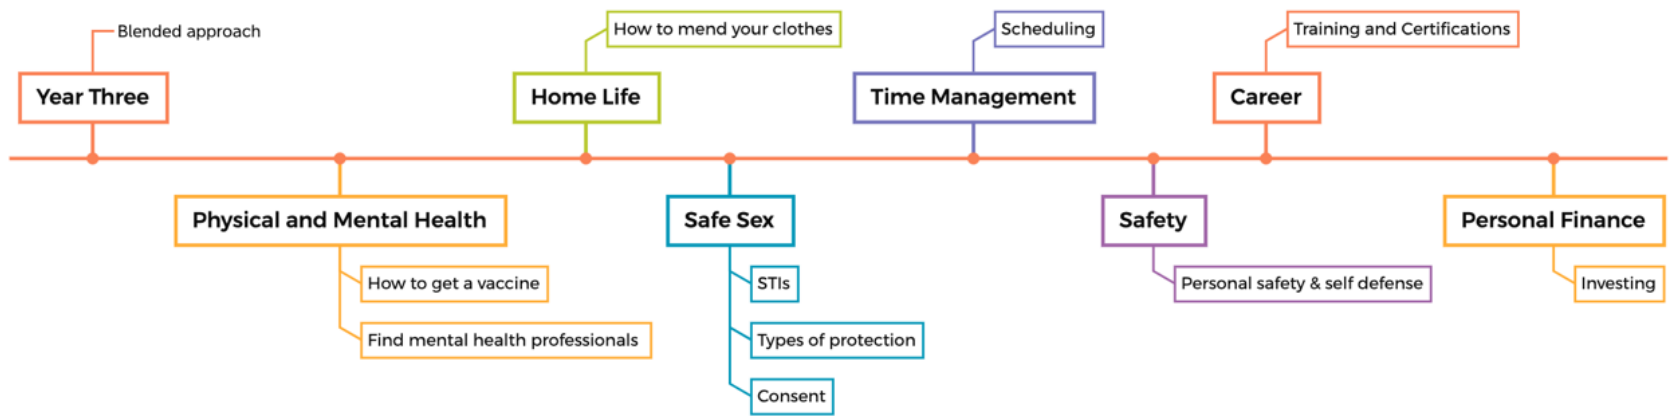 Blended approach
Year Three
Physical and Mental Health
How to get a vaccine
Find mental health professionals
How to mend your clothes
Home Life
Safe Sex
STIs
Types of protection
Consent
Scheduling
Time Management
Safety
Personal safety & self defense
Training and Certifications
Career
Personal Finance
Investing